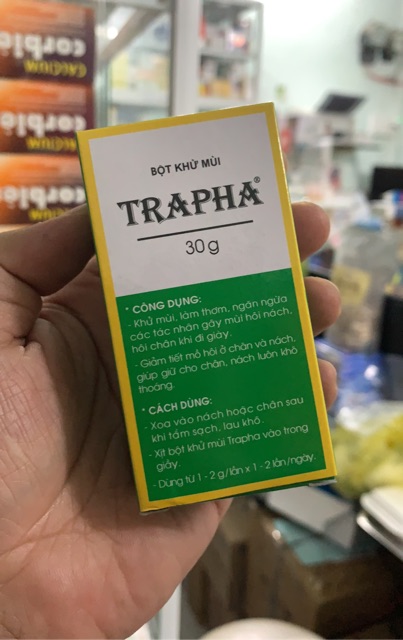 BỘT KHỬ MÙI
TRAPHA®
30g
* CÔNG DỤNG:
- Khử mùi, làm thơm, ngăn ngừa
các tác nhân gây mùi hôi nách,
hôi chân khi đi giày.
- Giảm tiết mồ hôi ở chân và nách,
giúp giữ cho chân, nách luôn khô
thoáng.
* CÁCH DÙNG:
- Xoa vào nách hoặc chân sau
khi tắm sạch, lau khô.
- Xịt bột khử mùi Trapha vào trong
giày.
- Dùng từ 1 - 2 g/lần x 1 - 2 lần/ngày.
CALCIUM
CALCIUM